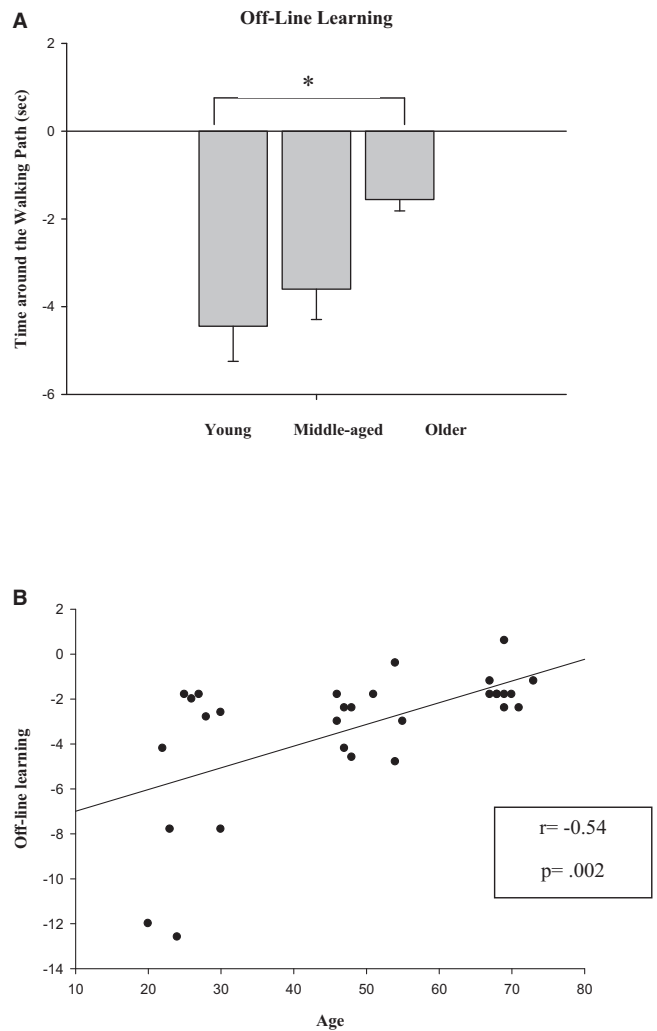 A
Off-Line Learning
Time around the Walking Path (sec)
2
0
-2
-4
-6
*
Young Middle-aged Older
B
Off-line learning
2
0
-2
-4
-6
-8
-10
-12
-14
r= -0.54
p= .002
10 20 30 40 50 60 70 80
Age